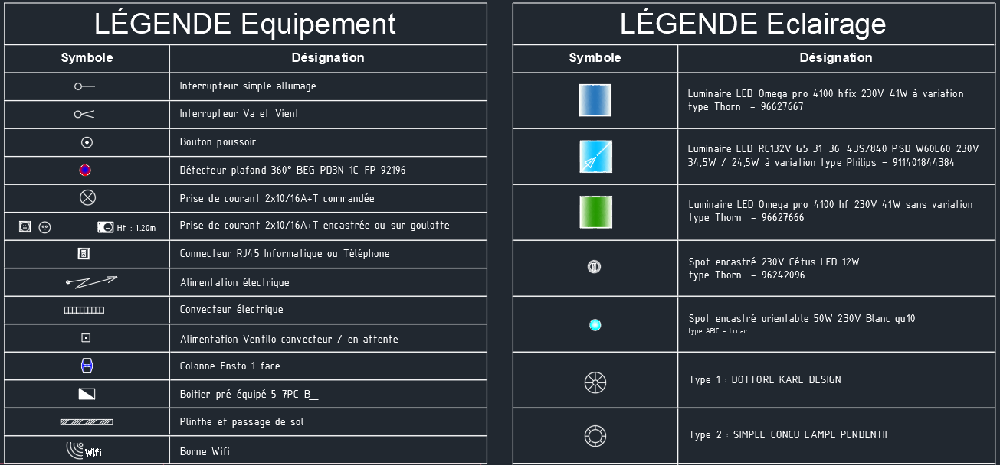 LÉGENDE Equipement
Symbole Désignation
Interrupteur simple allumage
Interrupteur Va et Vient
Bouton poussoir
Détecteur plafond 360° BEG-PD3N-1C-FP 92196
Prise de courant 2x10/16A+T commandée
Ht : 1.20m Prise de courant 2x10/16A+T encastrée ou sur goulotte
Connecteur RJ45 Informatique ou Téléphone
Alimentation électrique
Convecteur électrique
Alimentation Ventilo convecteur / en attente
Colonne Ensto 1 face
Boitier pré-équipé 5-7PC B__
Plinthe et passage de sol
Wifi Borne Wifi
LÉGENDE Eclairage
Symbole Désignation
Luminaire LED Omega pro 4100 hfix 230V 41W à variation
type Thorn - 96627667
Luminaire LED RC132V G5 31_36_43S/840 PSD W60L60 230V
34,5W / 24,5W à variation type Philips - 911401844384
Luminaire LED Omega pro 4100 hf 230V 41W sans variation
type Thorn - 96627666
Spot encastré 230V Cétus LED 12W
type Thorn - 96242096
Spot encastré orientable 50W 230V Blanc gu10
type ARIC - Lunar
Type 1 : DOTTORE KARE DESIGN
Type 2 : SIMPLE CONCU LAMPE PENDENTIF